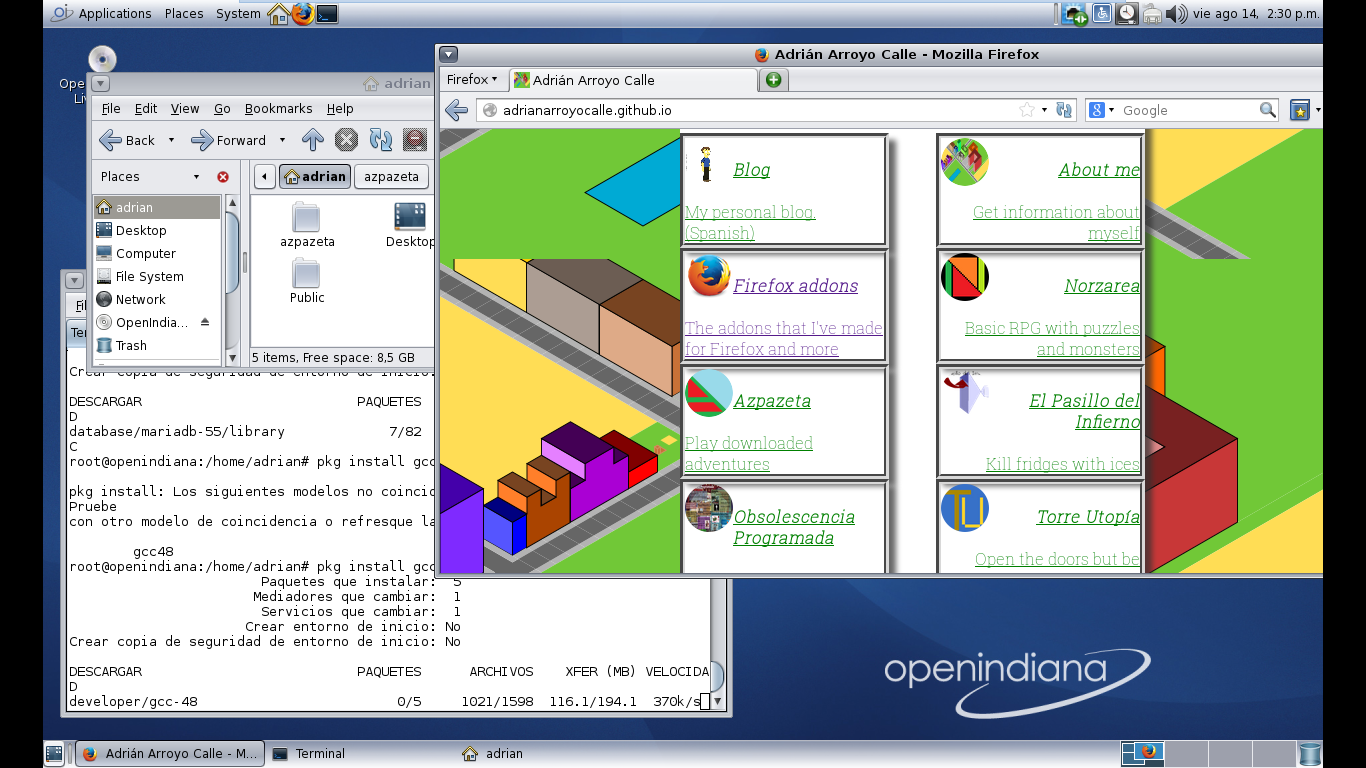 Applications Places System
vie ago 14, 2:30 p.m.
adrian
File Edit View Go Bookmarks Help
Back Forward
Places
adrian azpazeta
adrian
Desktop
Computer
File System
Network
OpenIndia...
Trash
azpazeta
Desktop
Public
5 items, Free space: 8,5 GB
Adrián Arroyo Calle - Mozilla Firefox
Firefox
Adrián Arroyo Calle
adrianarroyocalle.github.io
Google
Blog
My personal blog.
(Spanish)
About me
Get information about
myself
Firefox addons
The addons that I've made
for Firefox and more
Norzarea
Basic RPG with puzzles
and monsters
Azpazeta
Play downloaded
adventures
El Pasillo del
Infierno
Kill fridges with ices
Obsolescencia
Programada
Torre Utopía
Open the doors but be
Crear copia de seguridad de entorno de inicio:
DESCARGAR PAQUETES
D
database/mariadb-55/library 7/82
C
root@openindiana:/home/adrian# pkg install gcc
pkg install: Los siguientes modelos no coincid
Pruebe
con otro modelo de coincidencia o refresque la
gcc48
root@openindiana:/home/adrian# pkg install gcc
Paquetes que instalar: 5
Mediadores que cambiar: 1
Servicios que cambiar: 1
Crear entorno de inicio: No
Crear copia de seguridad de entorno de inicio: No
DESCARGAR PAQUETES ARCHIVOS XFER (MB) VELOCIDA
D
developer/gcc-48 0/5 1021/1598 116.1/194.1 370k/s
openindiana
Adrián Arroyo Calle - M...
Terminal
adrian